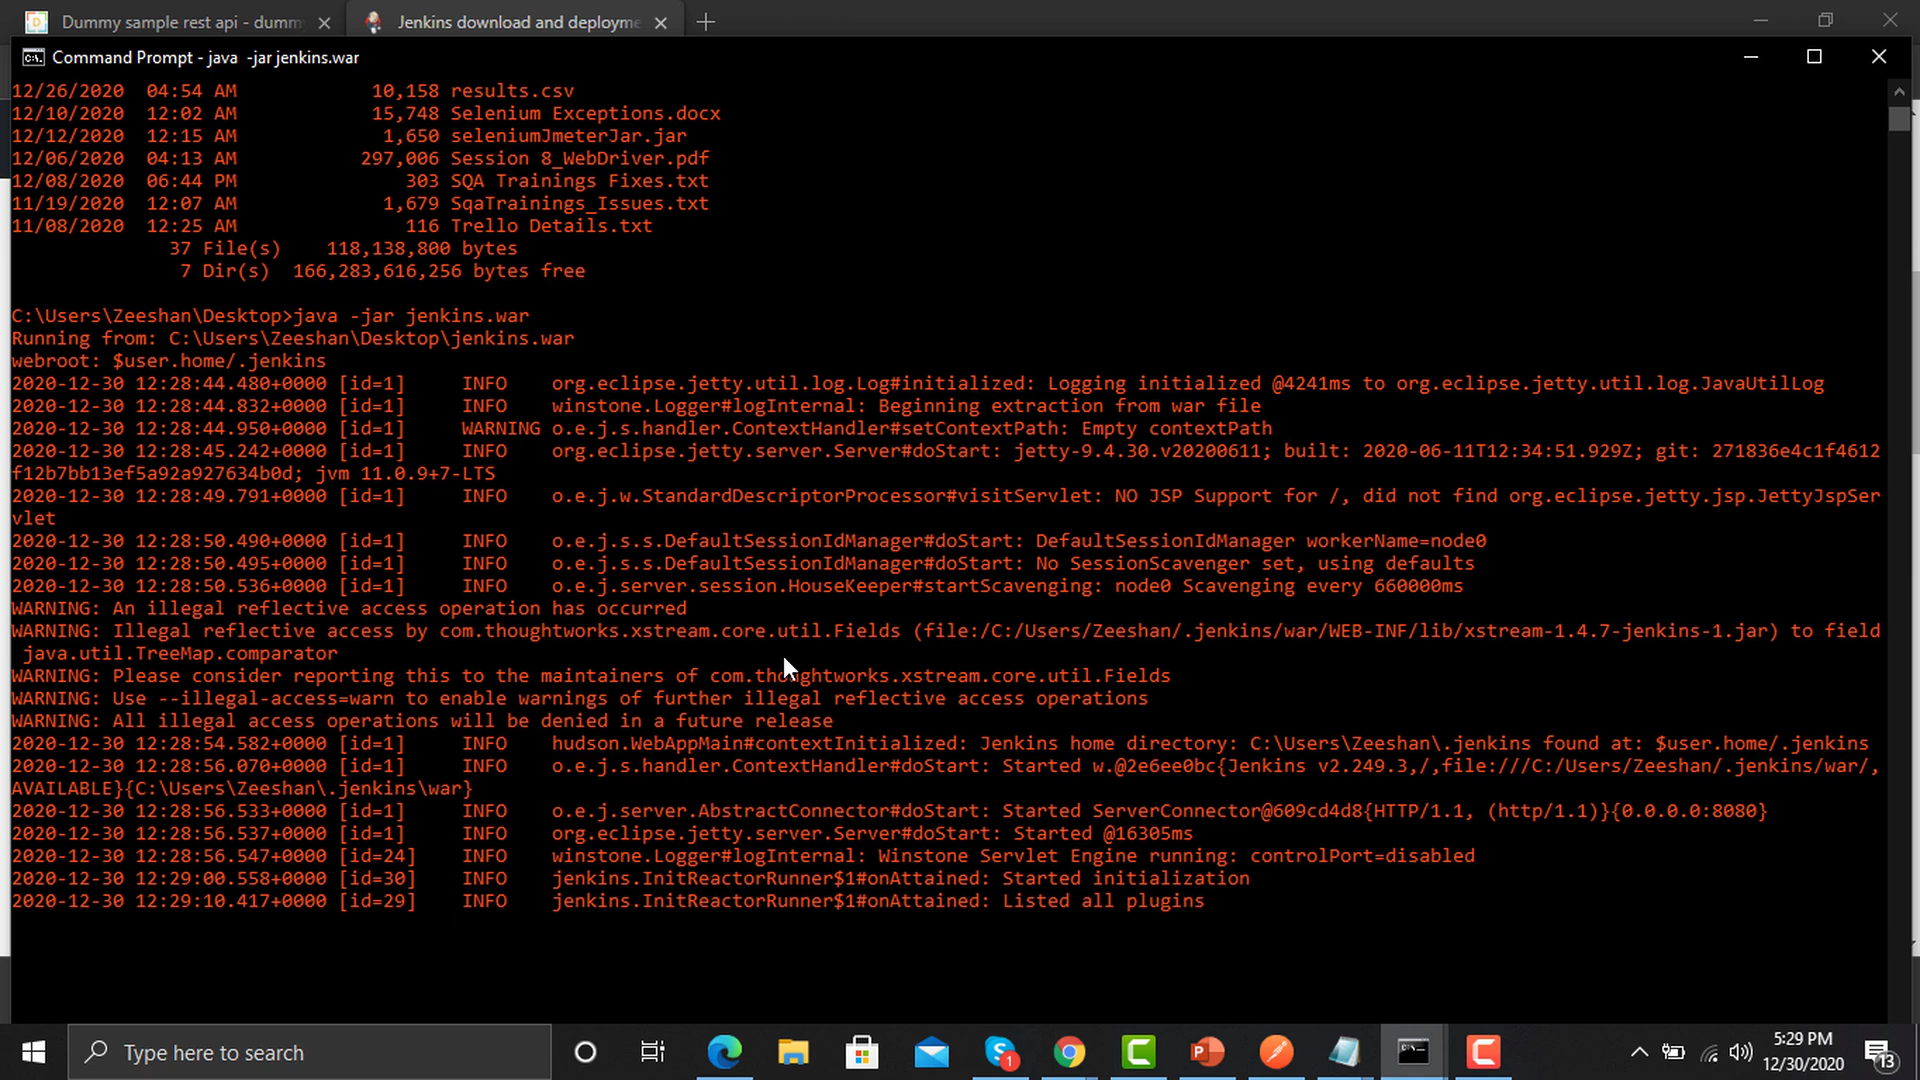 Dummy sample rest api - dumm
Jenkins download and deployme
Command Prompt - java  -jar jenkins.war
12/26/2020  04:54 AM            10,158 results.csv
12/10/2020  12:02 AM            15,748 Selenium Exceptions.docx
12/12/2020  12:15 AM             1,650 seleniumJmeterJar.jar
12/06/2020  04:13 AM           297,006 Session 8_WebDriver.pdf
12/08/2020  06:44 PM               303 SQA Trainings Fixes.txt
11/19/2020  12:07 AM             1,679 SqaTrainings_Issues.txt
11/08/2020  12:25 AM               116 Trello Details.txt
37 File(s)    118,138,800 bytes
7 Dir(s)  166,283,616,256 bytes free
C:\Users\Zeeshan\Desktop>java -jar jenkins.war
Running from: C:\Users\Zeeshan\Desktop\jenkins.war
webroot: $user.home/.jenkins
2020-12-30 12:28:44.480+0000 [id=1]     INFO    org.eclipse.jetty.util.log.Log#initialized: Logging initialized @4241ms to org.eclipse.jetty.util.log.JavaUtilLog
2020-12-30 12:28:44.832+0000 [id=1]     INFO    winstone.Logger#logInternal: Beginning extraction from war file
2020-12-30 12:28:44.950+0000 [id=1]     WARNING o.e.j.s.handler.ContextHandler#setContextPath: Empty contextPath
2020-12-30 12:28:45.242+0000 [id=1]     INFO    org.eclipse.jetty.server.Server#doStart: jetty-9.4.30.v20200611; built: 2020-06-11T12:34:51.929Z; git: 271836e4c1f4612
f12b7bb13ef5a92a927634b0d; jvm 11.0.9+7-LTS
2020-12-30 12:28:49.791+0000 [id=1]     INFO    o.e.j.w.StandardDescriptorProcessor#visitServlet: NO JSP Support for /, did not find org.eclipse.jetty.jsp.JettyJspSer
vlet
2020-12-30 12:28:50.490+0000 [id=1]     INFO    o.e.j.s.s.DefaultSessionIdManager#doStart: DefaultSessionIdManager workerName=node0
2020-12-30 12:28:50.495+0000 [id=1]     INFO    o.e.j.s.s.DefaultSessionIdManager#doStart: No SessionScavenger set, using defaults
2020-12-30 12:28:50.536+0000 [id=1]     INFO    o.e.j.server.session.HouseKeeper#startScavenging: node0 Scavenging every 660000ms
WARNING: An illegal reflective access operation has occurred
WARNING: Illegal reflective access by com.thoughtworks.xstream.core.util.Fields (file:/C:/Users/Zeeshan/.jenkins/war/WEB-INF/lib/xstream-1.4.7-jenkins-1.jar) to field
java.util.TreeMap.comparator
WARNING: Please consider reporting this to the maintainers of com.thoughtworks.xstream.core.util.Fields
WARNING: Use --illegal-access=warn to enable warnings of further illegal reflective access operations
WARNING: All illegal access operations will be denied in a future release
2020-12-30 12:28:54.582+0000 [id=1]     INFO    hudson.WebAppMain#contextInitialized: Jenkins home directory: C:\Users\Zeeshan\.jenkins found at: $user.home/.jenkins
2020-12-30 12:28:56.070+0000 [id=1]     INFO    o.e.j.s.handler.ContextHandler#doStart: Started w.@2e6ee0bc{Jenkins v2.249.3,/,file:///C:/Users/Zeeshan/.jenkins/war/,
AVAILABLE}{C:\Users\Zeeshan\.jenkins\war}
2020-12-30 12:28:56.533+0000 [id=1]     INFO    o.e.j.server.AbstractConnector#doStart: Started ServerConnector@609cd4d8{HTTP/1.1, (http/1.1)}{0.0.0.0:8080}
2020-12-30 12:28:56.537+0000 [id=1]     INFO    org.eclipse.jetty.server.Server#doStart: Started @16305ms
2020-12-30 12:28:56.547+0000 [id=24]    INFO    winstone.Logger#logInternal: Winstone Servlet Engine running: controlPort=disabled
2020-12-30 12:29:00.558+0000 [id=30]    INFO    jenkins.InitReactorRunner$1#onAttained: Started initialization
2020-12-30 12:29:10.417+0000 [id=29]    INFO    jenkins.InitReactorRunner$1#onAttained: Listed all plugins
Type here to search
1
5:29 PM
12/30/2020
13